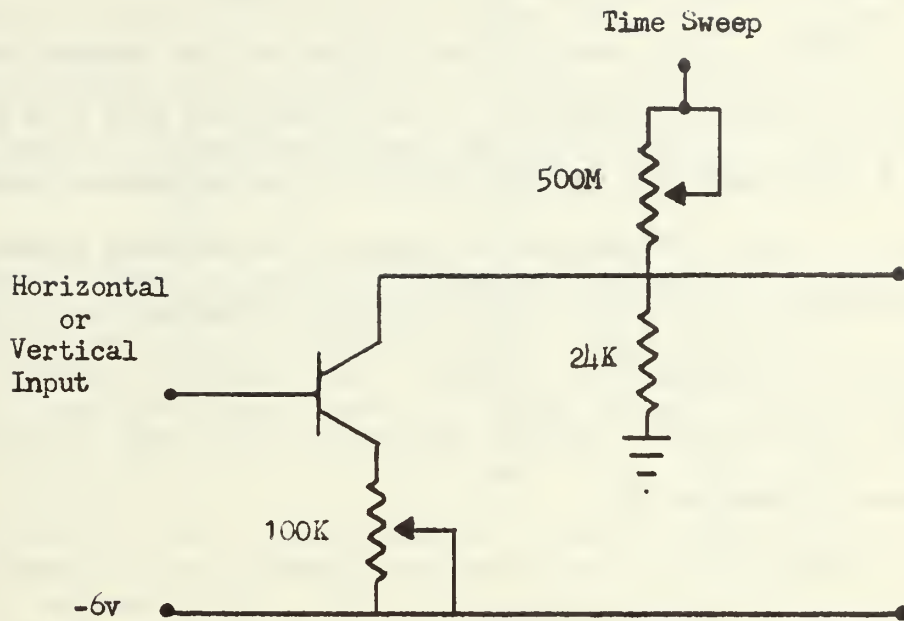 Time Sweep
500M
Horizontal
or
Vertical
Input
24K
100K
-6v